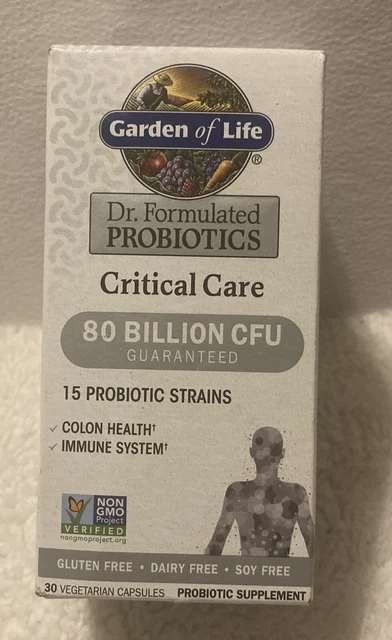 Garden of Life
®
Dr. Formulated
PROBIOTICS
Critical Care
80 BILLION CFU
GUARANTEED
15 PROBIOTIC STRAINS
✓ COLON HEALTH†
✓ IMMUNE SYSTEM†
NON
GMO
Project
VERIFIED
nongmoproject.org
GLUTEN FREE • DAIRY FREE • SOY FREE
30 VEGETARIAN CAPSULES PROBIOTIC SUPPLEMENT